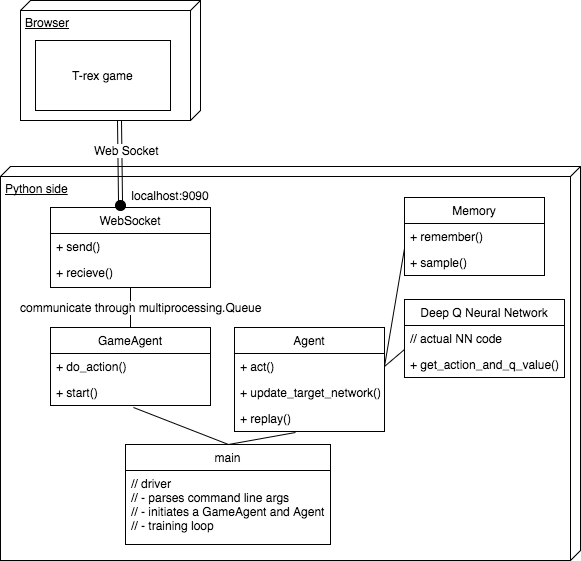 Browser
T-rex game
Web Socket
Python side
localhost:9090
WebSocket
+ send()
+ recieve()
communicate through multiprocessing.Queue
GameAgent
+ do_action()
+ start()
Agent
+ act()
+ update_target_network()
+ replay()
Memory
+ remember()
+ sample()
Deep Q Neural Network
// actual NN code
+ get_action_and_q_value()
main
// driver
// - parses command line args
// - initiates a GameAgent and Agent
// - training loop